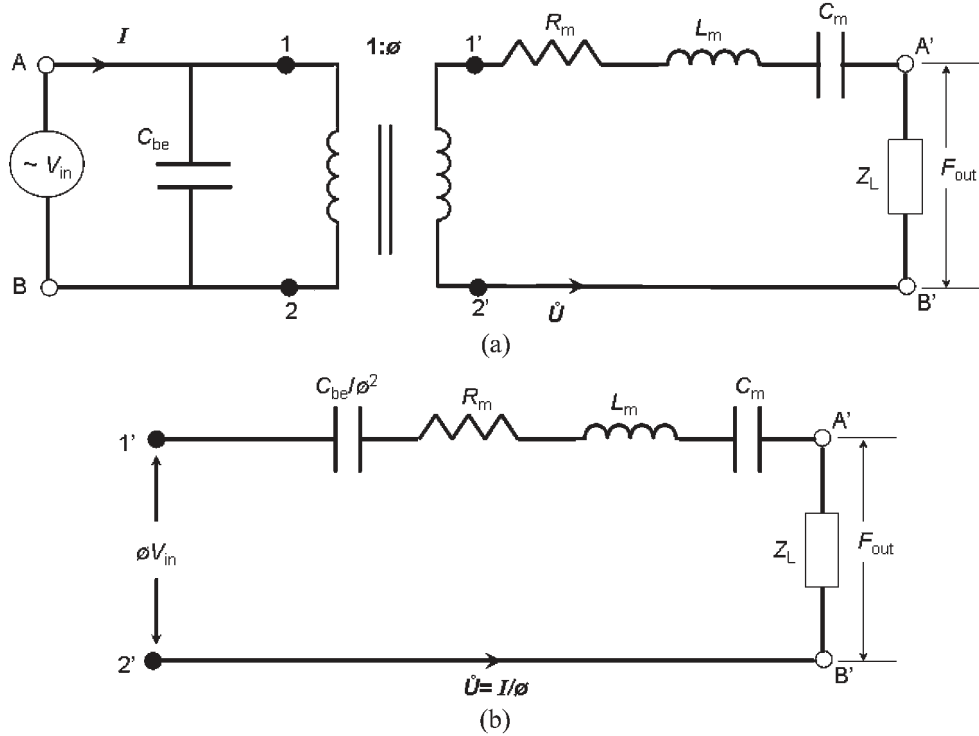 I
1
1:ø
1'
Rm
Lm
Cm
A'
A
Cbe
~ Vin
ZL
Fout
B
2
2'
U̇
B'
(a)
Cbe/ø²
Rm
Lm
Cm
A'
1'
øVin
ZL
Fout
2'
U̇= I/ø
B'
(b)